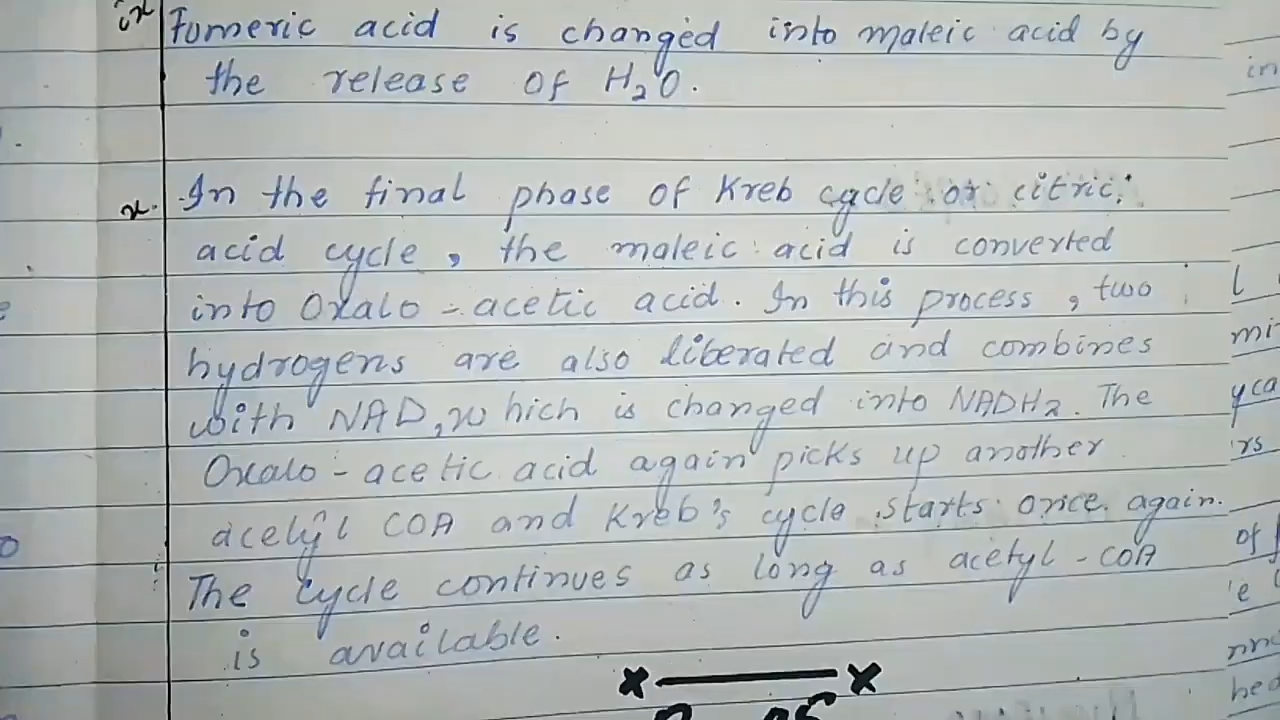 ix Fumeric acid is changed into maleic acid by
the release of H₂O.
x. In the final phase of Kreb cycle or citric
acid cycle, the maleic acid is converted
into Oxalo-acetic acid. In this process, two
hydrogens are also liberated and combines
with NAD, which is changed into NADH₂. The
Oxalo-acetic acid again picks up another
acetyl COA and Kreb's cycle starts once again.
The cycle continues as long as acetyl-COA
is available.
x — x